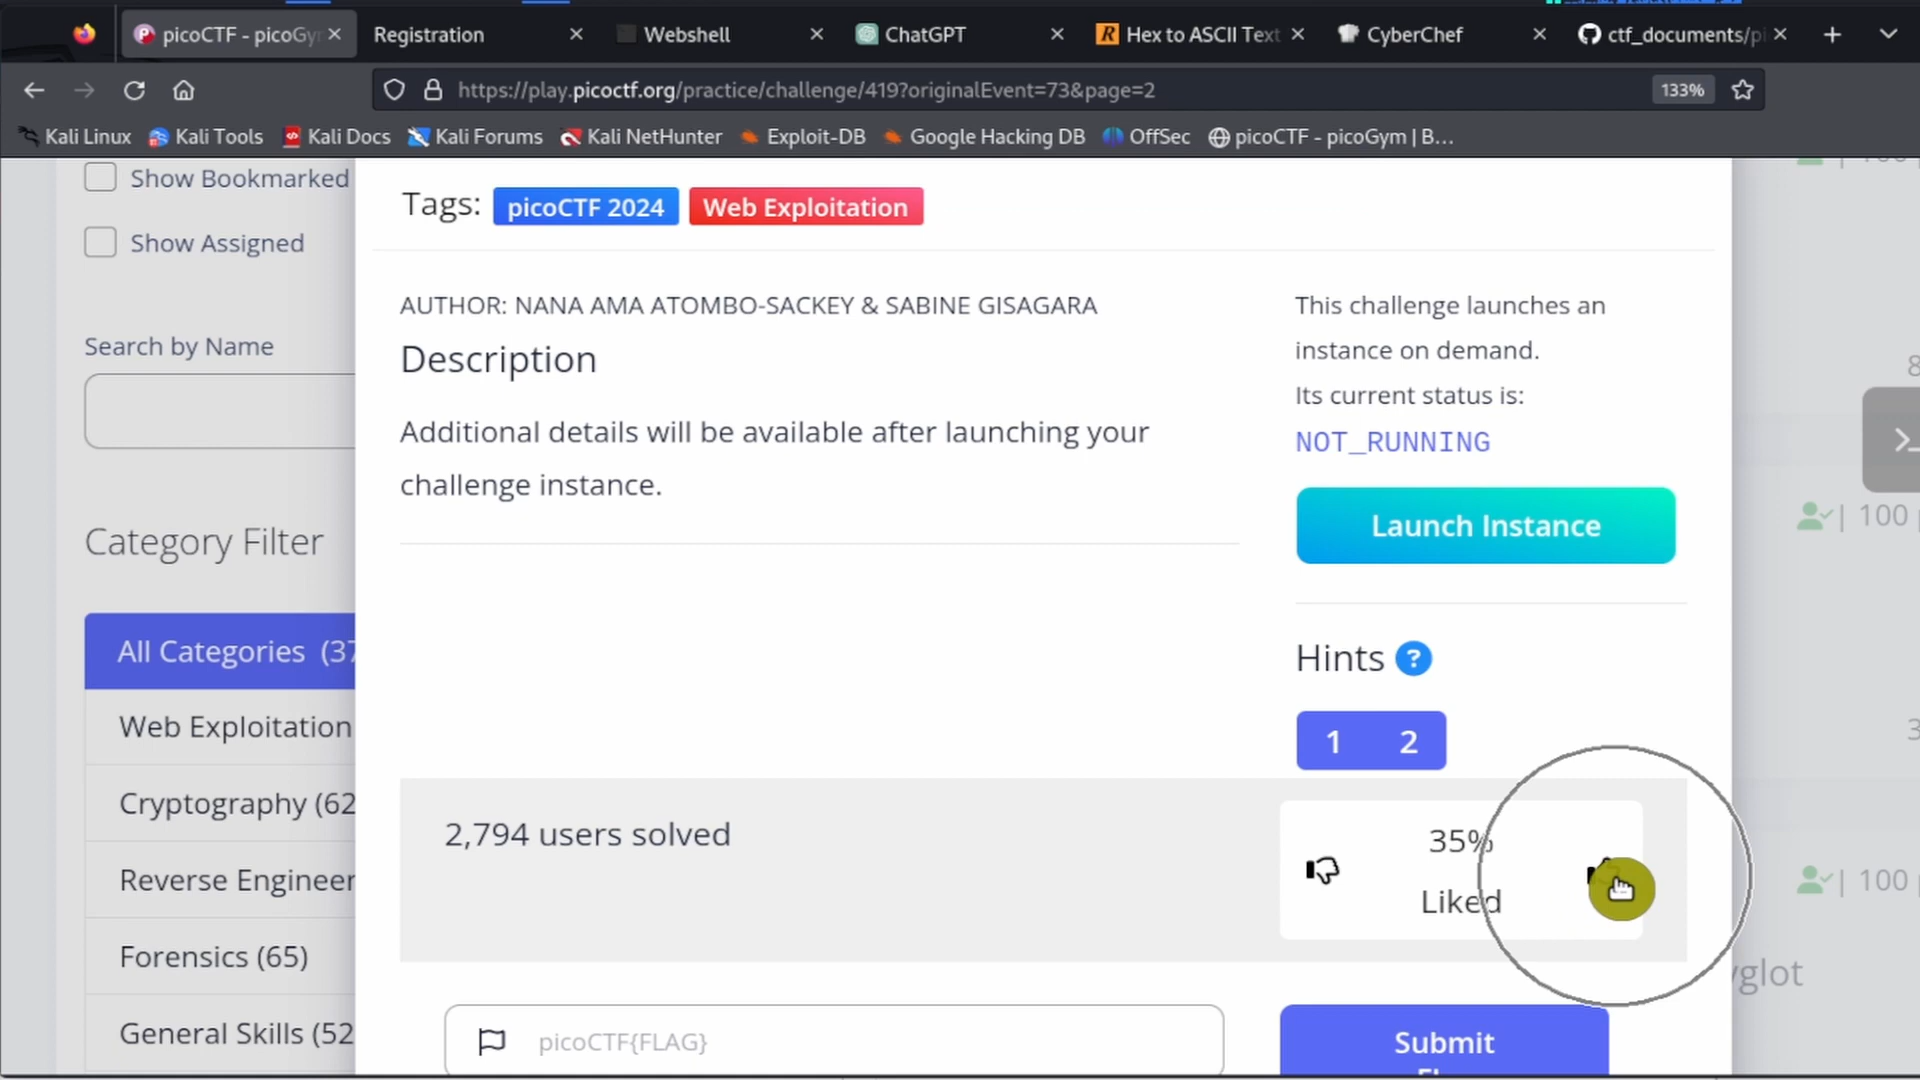 picoCTF - picoGy
Registration
Webshell
ChatGPT
Hex to ASCII Text
CyberChef
ctf_documents/pi
https://play.picoctf.org/practice/challenge/419?originalEvent=73&page=2
133%
Kali Linux
Kali Tools
Kali Docs
Kali Forums
Kali NetHunter
Exploit-DB
Google Hacking DB
OffSec
picoCTF - picoGym | B...
Show Bookmarked
Show Assigned
Search by Name
Category Filter
All Categories (37
Web Exploitation
Cryptography (62
Reverse Engineer
Forensics (65)
General Skills (52
Tags: picoCTF 2024 Web Exploitation
AUTHOR: NANA AMA ATOMBO-SACKEY & SABINE GISAGARA
Description
Additional details will be available after launching your
challenge instance.
This challenge launches an
instance on demand.
Its current status is:
NOT_RUNNING
Launch Instance
Hints ?
1 2
2,794 users solved
35%
Liked
picoCTF{FLAG}
Submit
| 100
| 100
yglot